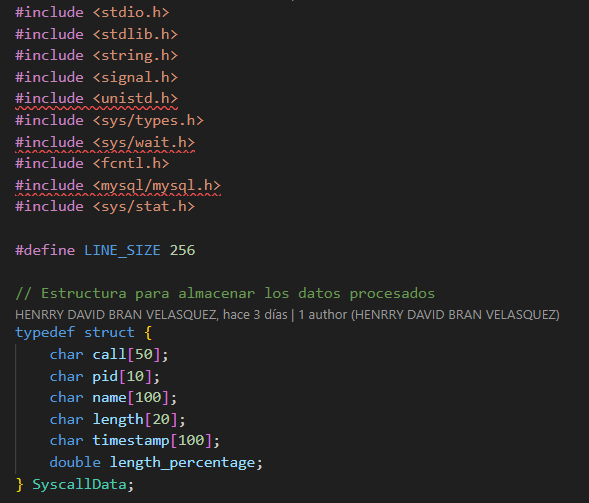 #include <stdio.h>
#include <stdlib.h>
#include <string.h>
#include <signal.h>
#include <unistd.h>
#include <sys/types.h>
#include <sys/wait.h>
#include <fcntl.h>
#include <mysql/mysql.h>
#include <sys/stat.h>

#define LINE_SIZE 256

// Estructura para almacenar los datos procesados
HENRRY DAVID BRAN VELASQUEZ, hace 3 días | 1 author (HENRRY DAVID BRAN VELASQUEZ)
typedef struct {
    char call[50];
    char pid[10];
    char name[100];
    char length[20];
    char timestamp[100];
    double length_percentage;
} SyscallData;